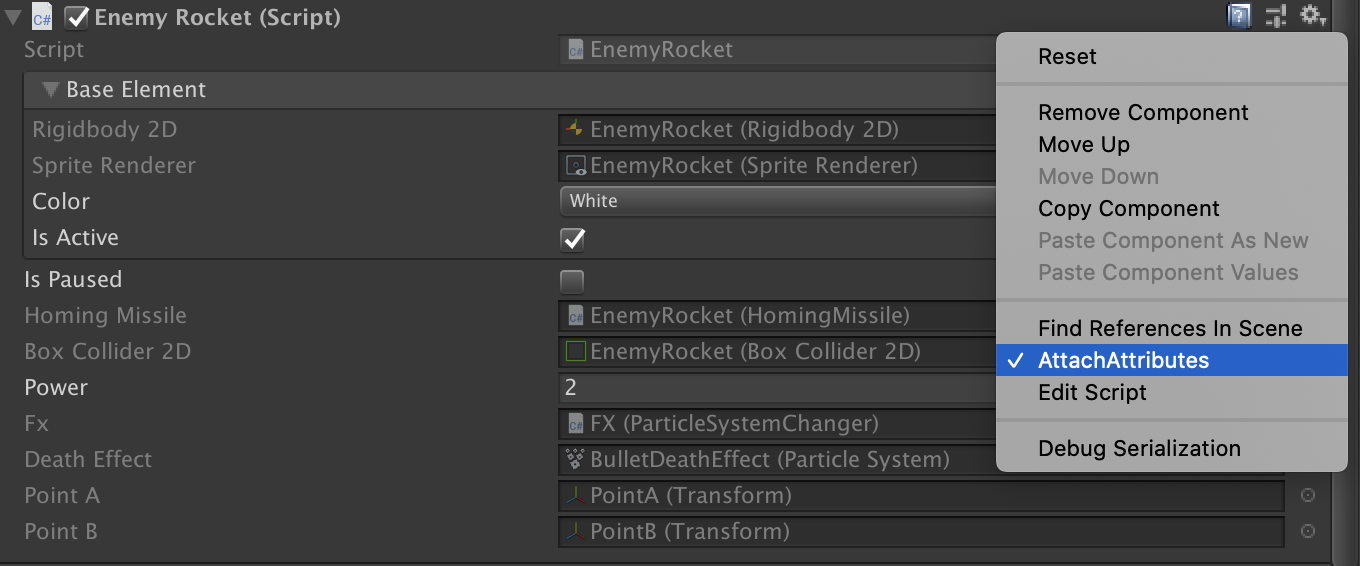 Enemy Rocket (Script)
Script
EnemyRocket
Base Element
Rigidbody 2D
EnemyRocket (Rigidbody 2D)
Sprite Renderer
EnemyRocket (Sprite Renderer)
Color
White
Is Active
Is Paused
Homing Missile
EnemyRocket (HomingMissile)
Box Collider 2D
EnemyRocket (Box Collider 2D)
Power
2
Fx
FX (ParticleSystemChanger)
Death Effect
BulletDeathEffect (Particle System)
Point A
PointA (Transform)
Point B
PointB (Transform)
Reset
Remove Component
Move Up
Move Down
Copy Component
Paste Component As New
Paste Component Values
Find References In Scene
AttachAttributes
Edit Script
Debug Serialization